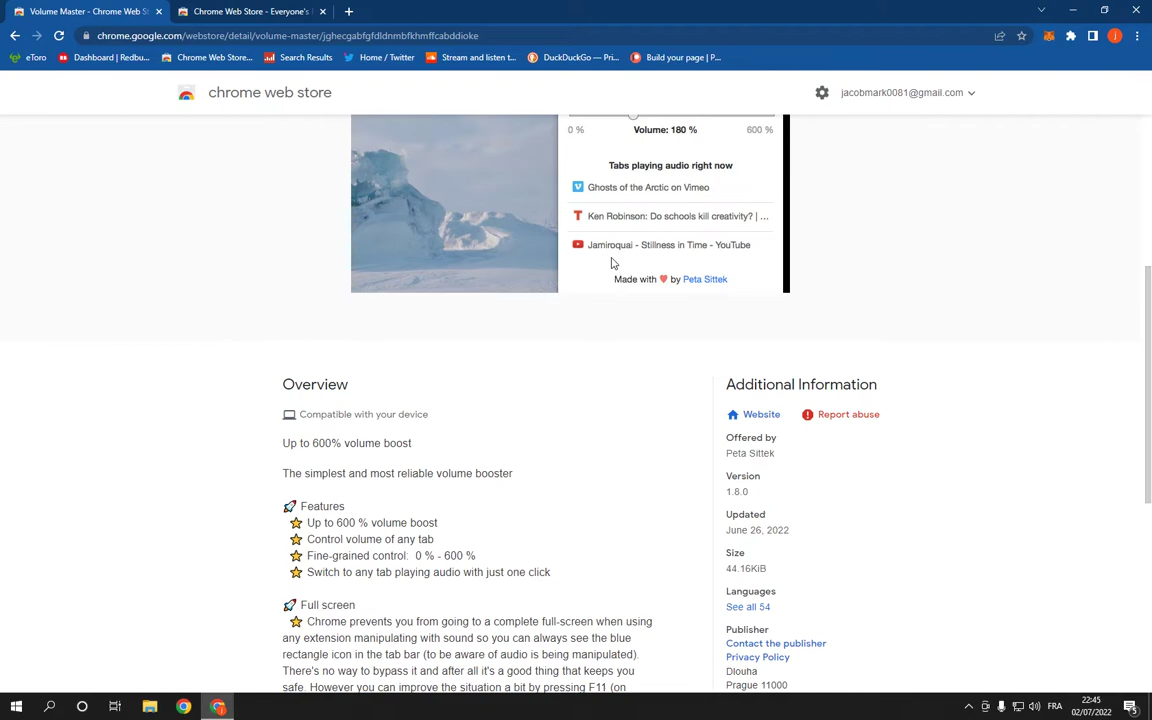 Volume Master - Chrome Web S
Chrome Web Store - Everyone's
chrome.google.com/webstore/detail/volume-master/jghecgabfgfdldnmbfkhmffcabddioke
eToro
Dashboard | Redbu...
Chrome Web Store...
Search Results
Home / Twitter
Stream and listen t...
DuckDuckGo — Pri...
Build your page | P...
chrome web store
jacobmark0081@gmail.com
0 %
Volume: 180 %
600 %
Tabs playing audio right now
Ghosts of the Arctic on Vimeo
Ken Robinson: Do schools kill creativity? | ...
Jamiroquai - Stillness in Time - YouTube
Made with ❤ by Peta Sittek
Overview
Compatible with your device
Up to 600% volume boost
The simplest and most reliable volume booster
🚀 Features
⭐ Up to 600 % volume boost
⭐ Control volume of any tab
⭐ Fine-grained control: 0 % - 600 %
⭐ Switch to any tab playing audio with just one click
🚀 Full screen
⭐ Chrome prevents you from going to a complete full-screen when using
any extension manipulating with sound so you can always see the blue
rectangle icon in the tab bar (to be aware of audio is being manipulated).
There's no way to bypass it and after all it's a good thing that keeps you
safe. However you can improve the situation a bit by pressing F11 (on
Additional Information
Website
Report abuse
Offered by
Peta Sittek
Version
1.8.0
Updated
June 26, 2022
Size
44.16KiB
Languages
See all 54
Publisher
Contact the publisher
Privacy Policy
Dlouha
Prague 11000
FRA
22:45
02/07/2022